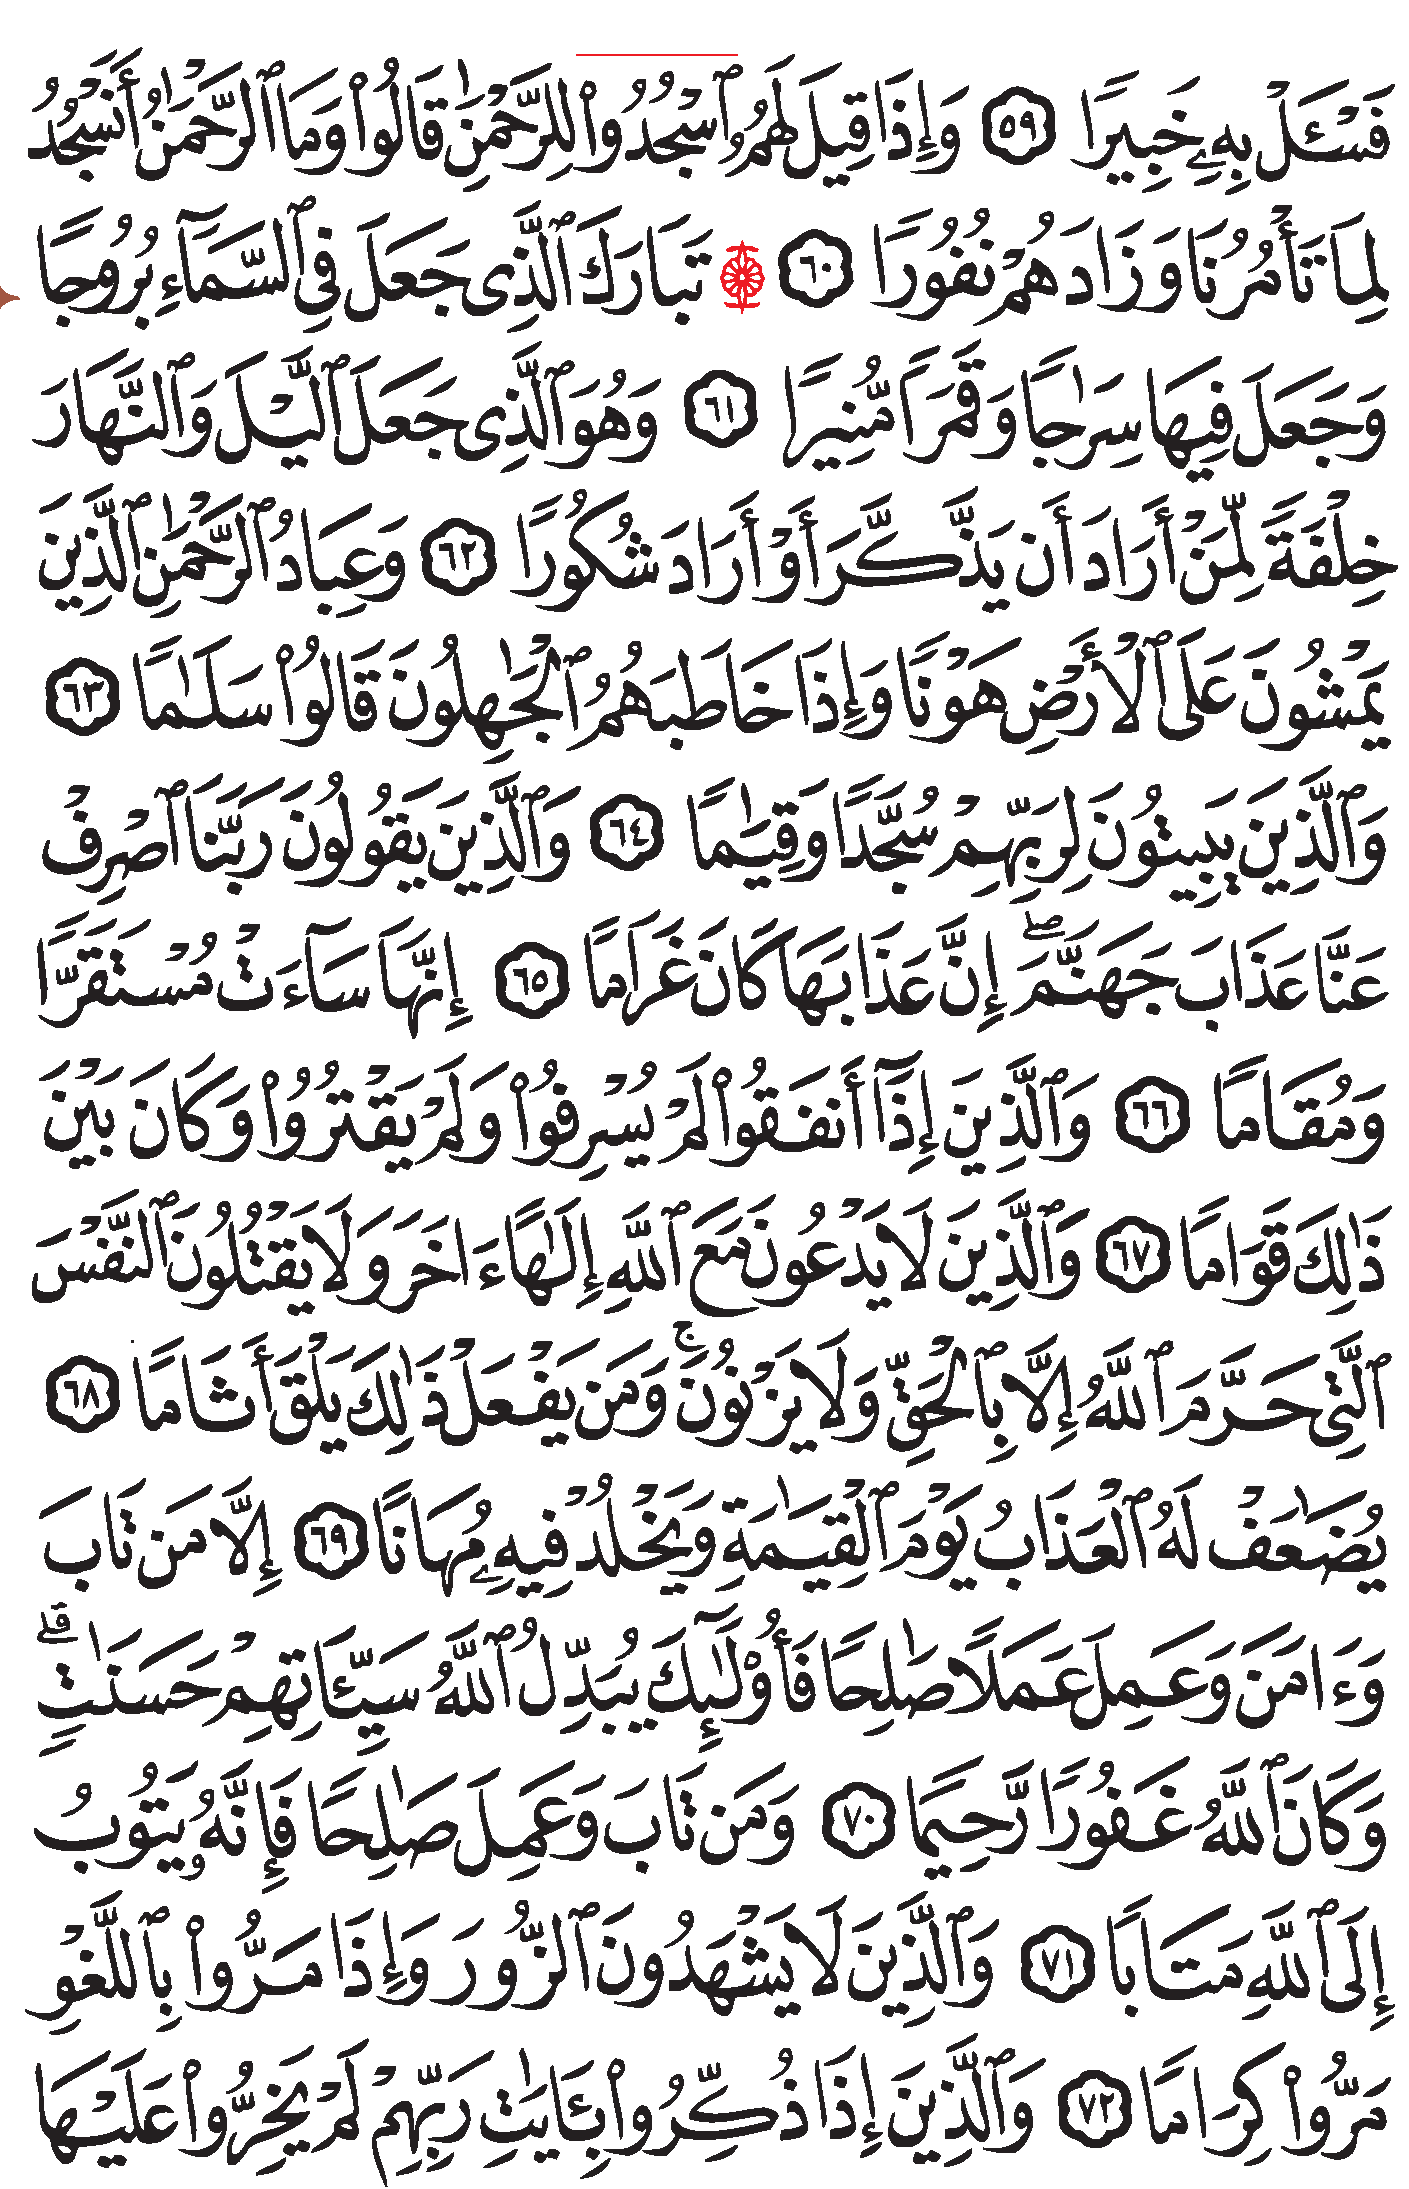 فَسْـَٔلْ بِهِۦ خَبِيرًا ٥٩ وَإِذَا قِيلَ لَهُمُ ٱسْجُدُوا۟ لِلرَّحْمَٰنِ قَالُوا۟ وَمَا ٱلرَّحْمَٰنُ أَنَسْجُدُ
لِمَا تَأْمُرُنَا وَزَادَهُمْ نُفُورًا ٦٠ ۞ تَبَارَكَ ٱلَّذِى جَعَلَ فِى ٱلسَّمَآءِ بُرُوجًا
وَجَعَلَ فِيهَا سِرَٰجًا وَقَمَرًا مُّنِيرًا ٦١ وَهُوَ ٱلَّذِى جَعَلَ ٱلَّيْلَ وَٱلنَّهَارَ
خِلْفَةً لِّمَنْ أَرَادَ أَن يَذَّكَّرَ أَوْ أَرَادَ شُكُورًا ٦٢ وَعِبَادُ ٱلرَّحْمَٰنِ ٱلَّذِينَ
يَمْشُونَ عَلَى ٱلْأَرْضِ هَوْنًا وَإِذَا خَاطَبَهُمُ ٱلْجَٰهِلُونَ قَالُوا۟ سَلَٰمًا ٦٣
وَٱلَّذِينَ يَبِيتُونَ لِرَبِّهِمْ سُجَّدًا وَقِيَٰمًا ٦٤ وَٱلَّذِينَ يَقُولُونَ رَبَّنَا ٱصْرِفْ
عَنَّا عَذَابَ جَهَنَّمَ ۖ إِنَّ عَذَابَهَا كَانَ غَرَامًا ٦٥ إِنَّهَا سَآءَتْ مُسْتَقَرًّا
وَمُقَامًا ٦٦ وَٱلَّذِينَ إِذَآ أَنفَقُوا۟ لَمْ يُسْرِفُوا۟ وَلَمْ يَقْتُرُوا۟ وَكَانَ بَيْنَ
ذَٰلِكَ قَوَامًا ٦٧ وَٱلَّذِينَ لَا يَدْعُونَ مَعَ ٱللَّهِ إِلَٰهًا ءَاخَرَ وَلَا يَقْتُلُونَ ٱلنَّفْسَ
ٱلَّتِى حَرَّمَ ٱللَّهُ إِلَّا بِٱلْحَقِّ وَلَا يَزْنُونَ ۚ وَمَن يَفْعَلْ ذَٰلِكَ يَلْقَ أَثَامًا ٦٨
يُضَٰعَفْ لَهُ ٱلْعَذَابُ يَوْمَ ٱلْقِيَٰمَةِ وَيَخْلُدْ فِيهِۦ مُهَانًا ٦٩ إِلَّا مَن تَابَ
وَءَامَنَ وَعَمِلَ عَمَلًا صَٰلِحًا فَأُو۟لَٰٓئِكَ يُبَدِّلُ ٱللَّهُ سَيِّـَٔاتِهِمْ حَسَنَٰتٍ ۗ
وَكَانَ ٱللَّهُ غَفُورًا رَّحِيمًا ٧٠ وَمَن تَابَ وَعَمِلَ صَٰلِحًا فَإِنَّهُۥ يَتُوبُ
إِلَى ٱللَّهِ مَتَابًا ٧١ وَٱلَّذِينَ لَا يَشْهَدُونَ ٱلزُّورَ وَإِذَا مَرُّوا۟ بِٱللَّغْوِ
مَرُّوا۟ كِرَامًا ٧٢ وَٱلَّذِينَ إِذَا ذُكِّرُوا۟ بِـَٔايَٰتِ رَبِّهِمْ لَمْ يَخِرُّوا۟ عَلَيْهَا